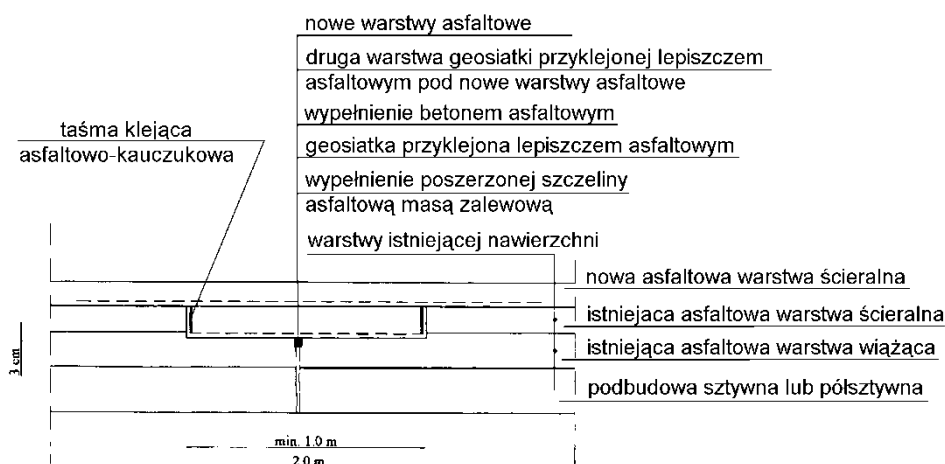 nowe warstwy asfaltowe
druga warstwa geosiatki przyklejonej lepiszczem
asfaltowym pod nowe warstwy asfaltowe
wypełnienie betonem asfaltowym
taśma klejąca
asfaltowo-kauczukowa
geosiatka przyklejona lepiszczem asfaltowym
wypełnienie poszerzonej szczeliny
asfaltową masą zalewową
warstwy istniejącej nawierzchni
nowa asfaltowa warstwa ścieralna
istniejaca asfaltowa warstwa ścieralna
istniejąca asfaltowa warstwa wiążąca
podbudowa sztywna lub półsztywna
3 cm
min. 1.0 m
2.0 m